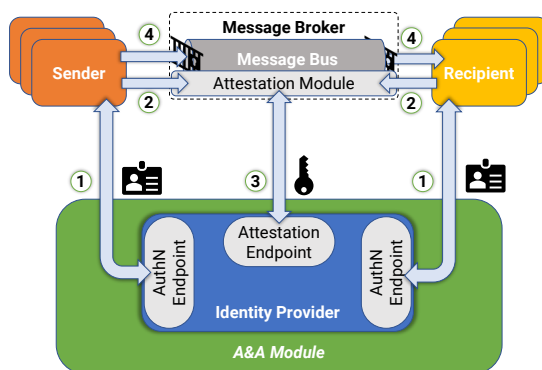 Message Broker
4
4
Sender
Message Bus
Recipient
2
Attestation Module
2
1
3
1
AuthN
Endpoint
Attestation
Endpoint
AuthN
Endpoint
Identity Provider
A&A Module